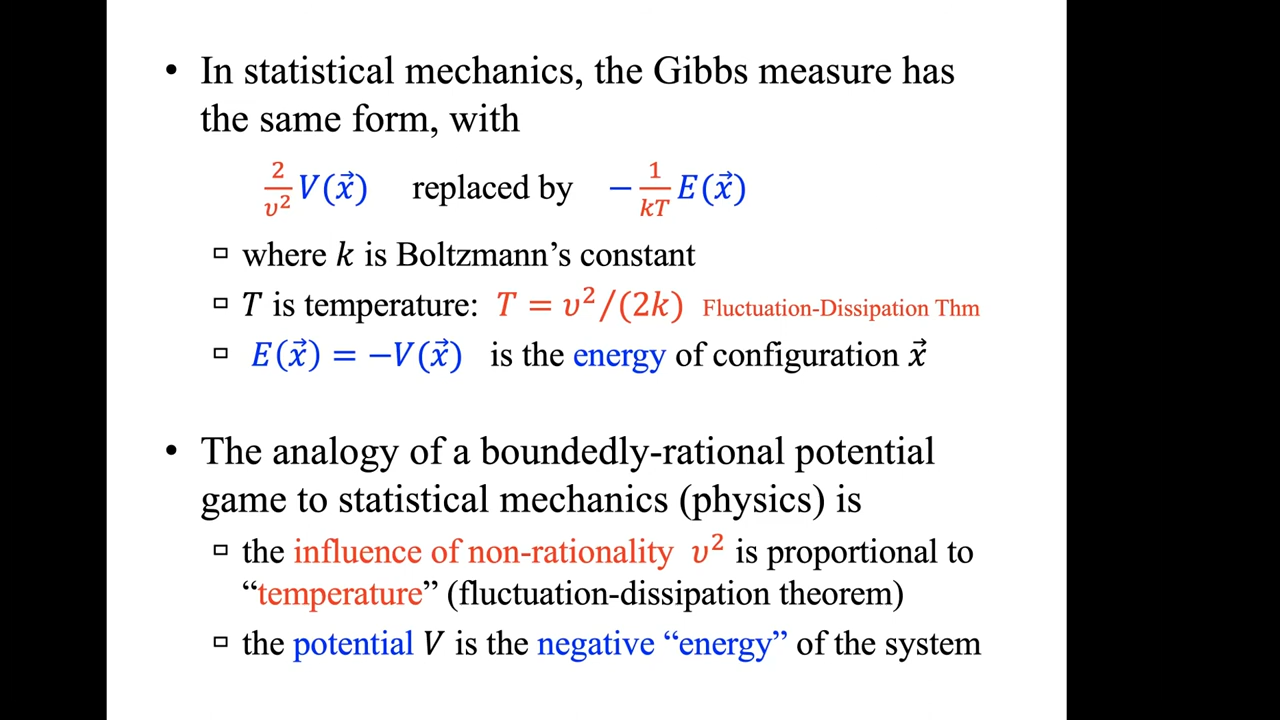 • In statistical mechanics, the Gibbs measure has
the same form, with
2/υ² V(x⃗) replaced by −1/kT E(x⃗)
▫ where k is Boltzmann’s constant
▫ T is temperature: T = υ²/(2k) Fluctuation-Dissipation Thm
▫ E(x⃗) = −V(x⃗) is the energy of configuration x⃗
• The analogy of a boundedly-rational potential
game to statistical mechanics (physics) is
▫ the influence of non-rationality υ² is proportional to
“temperature” (fluctuation-dissipation theorem)
▫ the potential V is the negative “energy” of the system